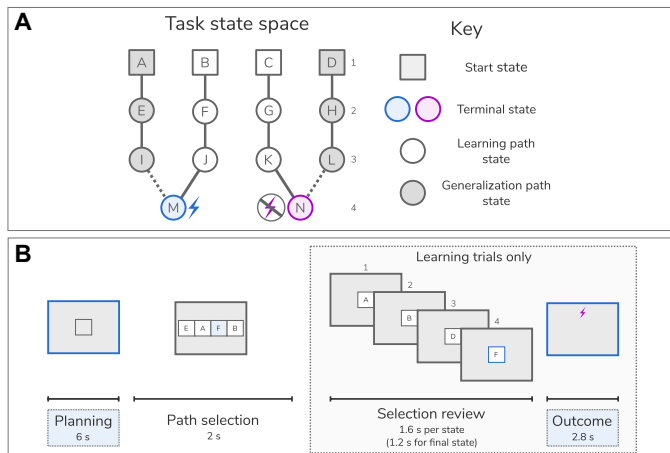 A
Task state space
Key
A B C D 1
Start state
E F G H 2
Terminal state
I J K L 3
Learning path
state
M N 4
Generalization path
state
B
Learning trials only
1
A
2
B
3
D
4
F
E A F B
Planning
6 s
Path selection
2 s
Selection review
1.6 s per state
(1.2 s for final state)
Outcome
2.8 s